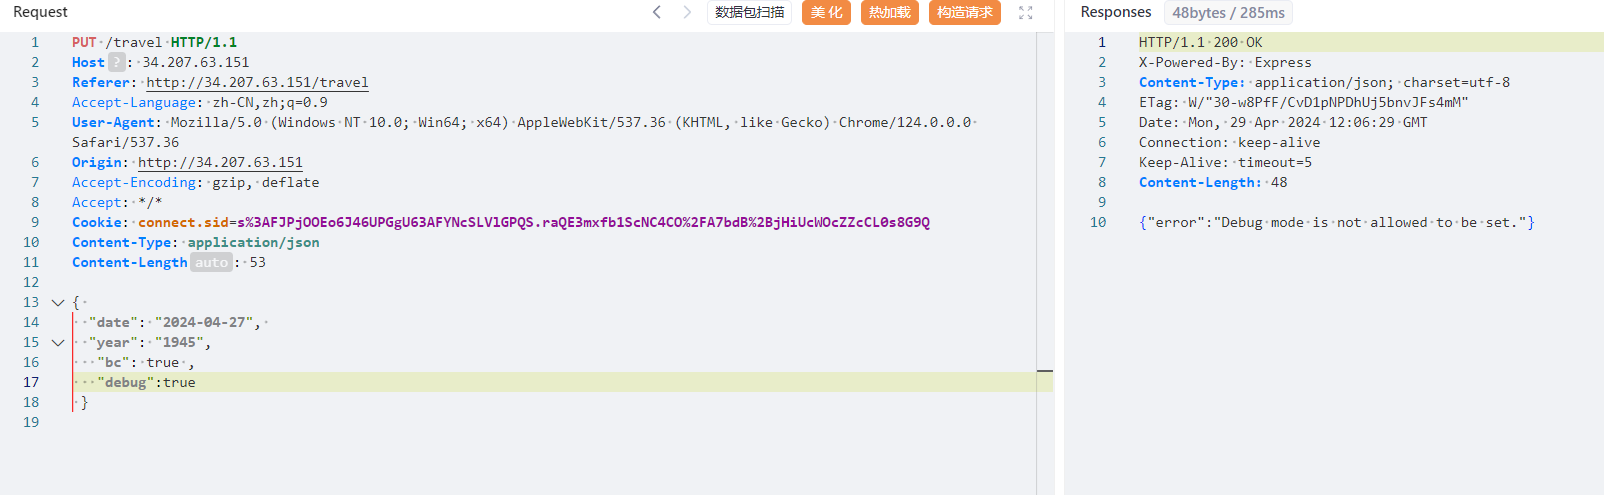 Request
数据包扫描
美化
热加载
构造请求
1 PUT /travel HTTP/1.1
2 Host ? : 34.207.63.151
3 Referer: http://34.207.63.151/travel
4 Accept-Language: zh-CN,zh;q=0.9
5 User-Agent: Mozilla/5.0 (Windows NT 10.0; Win64; x64) AppleWebKit/537.36 (KHTML, like Gecko) Chrome/124.0.0.0
Safari/537.36
6 Origin: http://34.207.63.151
7 Accept-Encoding: gzip, deflate
8 Accept: */*
9 Cookie: connect.sid=s%3AFJPjOOEo6J46UPGgU63AFYNcSLVlGPQS.raQE3mxfb1ScNC4CO%2FA7bdB%2BjHiUcWOcZZcCL0s8G9Q
10 Content-Type: application/json
11 Content-Length auto : 53
12
13 {
14 "date": "2024-04-27",
15 "year": "1945",
16 "bc": true ,
17 "debug":true
18 }
19
Responses
48bytes / 285ms
1 HTTP/1.1 200 OK
2 X-Powered-By: Express
3 Content-Type: application/json; charset=utf-8
4 ETag: W/"30-w8PfF/CvD1pNPDhUj5bnvJFs4mM"
5 Date: Mon, 29 Apr 2024 12:06:29 GMT
6 Connection: keep-alive
7 Keep-Alive: timeout=5
8 Content-Length: 48
9
10 {"error":"Debug mode is not allowed to be set."}